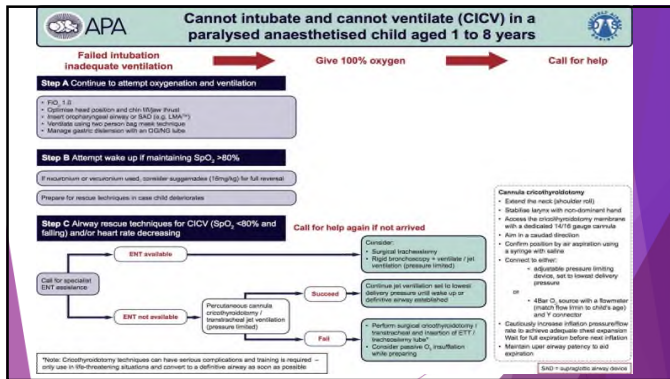 APA
Cannot intubate and cannot ventilate (CICV) in a
paralysed anaesthetised child aged 1 to 8 years
Failed intubation
inadequate ventilation
Give 100% oxygen
Call for help
Step A Continue to attempt oxygenation and ventilation
• FiO2 1.0
• Optimise head position and chin lift/jaw thrust
• Insert oropharyngeal airway or SAD (e.g. LMA™)
• Ventilate using two person bag mask technique
• Manage gastric distension with an OG/NG tube
Step B Attempt wake up if maintaining SpO2 >80%
If rocuronium or vecuronium used, consider suggamadex (16mg/kg) for full reversal
Prepare for rescue techniques in case child deteriorates
Step C Airway rescue techniques for CICV (SpO2 <80% and
falling) and/or heart rate decreasing
Call for help again if not arrived
Call for specialist
ENT assistance
ENT available
Consider:
• Surgical tracheostomy
• Rigid bronchoscopy + ventilate / jet
ventilation (pressure limited)
ENT not available
Percutaneous cannula
cricothyroidotomy /
transtracheal jet ventilation
(pressure limited)
Succeed
Continue jet ventilation set to lowest
delivery pressure until wake up or
definitive airway established
Fail
• Perform surgical cricothyroidotomy /
transtracheal and insertion of ETT /
tracheostomy tube*
• Consider passive O2 insufflation
while preparing
Cannula cricothyroidotomy
• Extend the neck (shoulder roll)
• Stabilise larynx with non-dominant hand
• Access the cricothyroidotomy membrane
with a dedicated 14/16 gauge cannula
• Aim in a caudad direction
• Confirm position by air aspiration using
a syringe with saline
• Connect to either:
• adjustable pressure limiting
device, set to lowest delivery
pressure
or
• 4Bar O2 source with a flowmeter
(match flow l/min to child's age) and
Y connector
• Cautiously increase inflation pressure/flow
rate to achieve adequate chest expansion
Wait for full expiration before next inflation
• Maintain upper airway patency to aid
expiration
*Note: Cricothyroidotomy techniques can have serious complications and training is required –
only use in life-threatening situations and convert to a definitive airway as soon as possible
SAD = supraglottic airway device